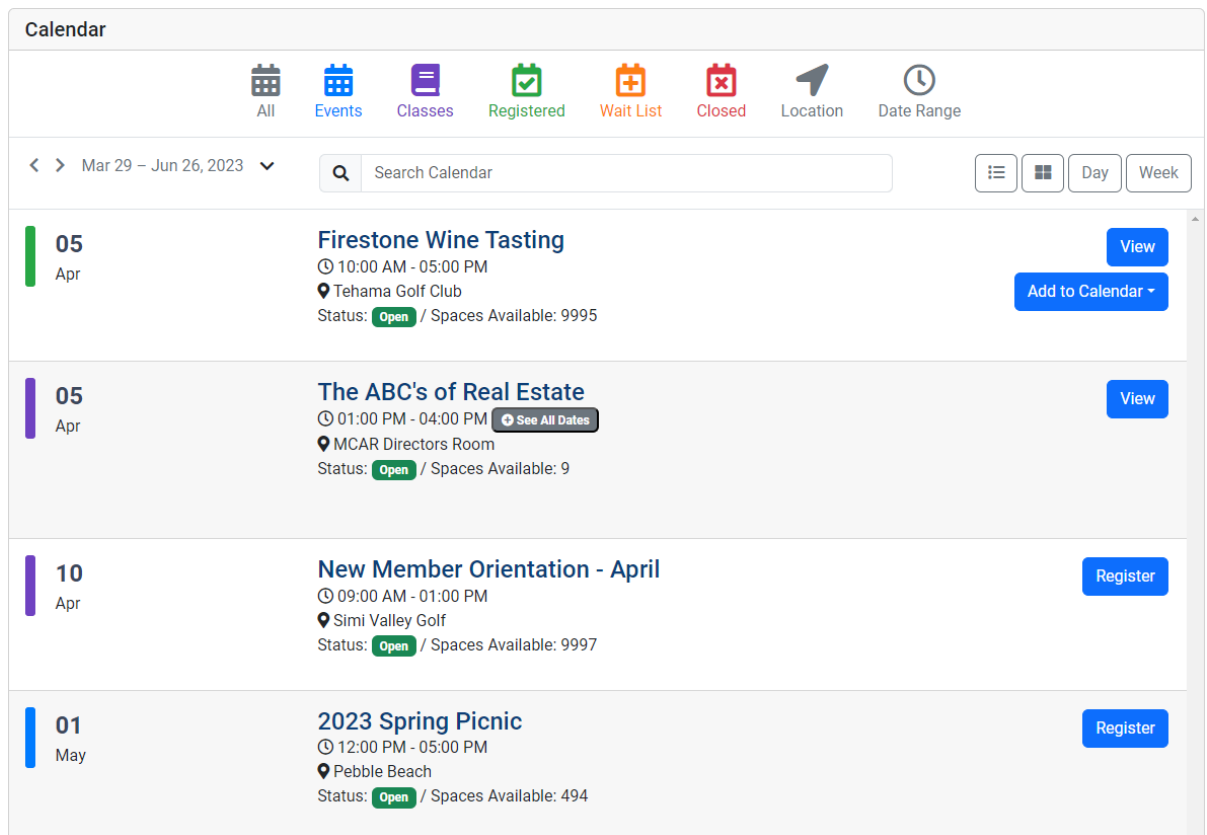 Calendar
All Events Classes Registered Wait List Closed Location Date Range
Mar 29 – Jun 26, 2023 Search Calendar Day Week
05 Firestone Wine Tasting View
Apr 10:00 AM - 05:00 PM
Tehama Golf Club Add to Calendar
Status: Open / Spaces Available: 9995
05 The ABC's of Real Estate View
Apr 01:00 PM - 04:00 PM See All Dates
MCAR Directors Room
Status: Open / Spaces Available: 9
10 New Member Orientation - April Register
Apr 09:00 AM - 01:00 PM
Simi Valley Golf
Status: Open / Spaces Available: 9997
01 2023 Spring Picnic Register
May 12:00 PM - 05:00 PM
Pebble Beach
Status: Open / Spaces Available: 494